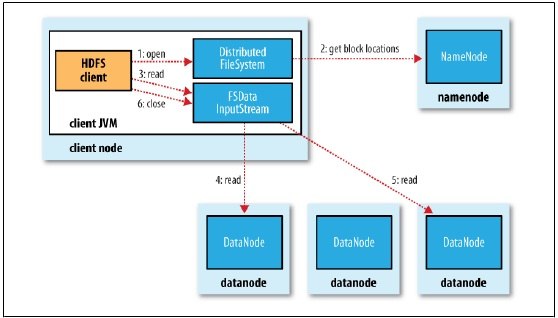 HDFS
client
1: open
3: read
6: close
Distributed
FileSystem
FSData
InputStream
2: get block locations
NameNode
namenode
client JVM
client node
4: read
5: read
DataNode
DataNode
DataNode
datanode
datanode
datanode